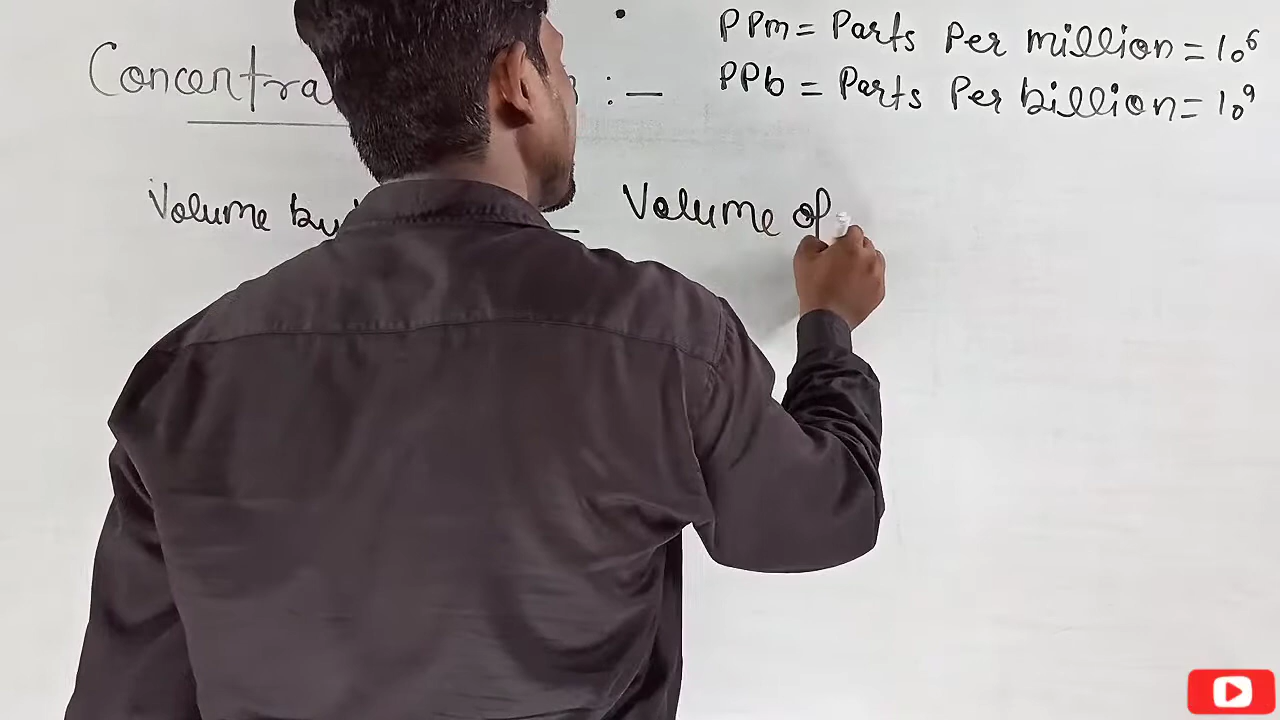 PPm = Parts Per million = 10⁶
Concentra :-
PPb = Parts Per billion = 10⁹
Volume by = Volume of